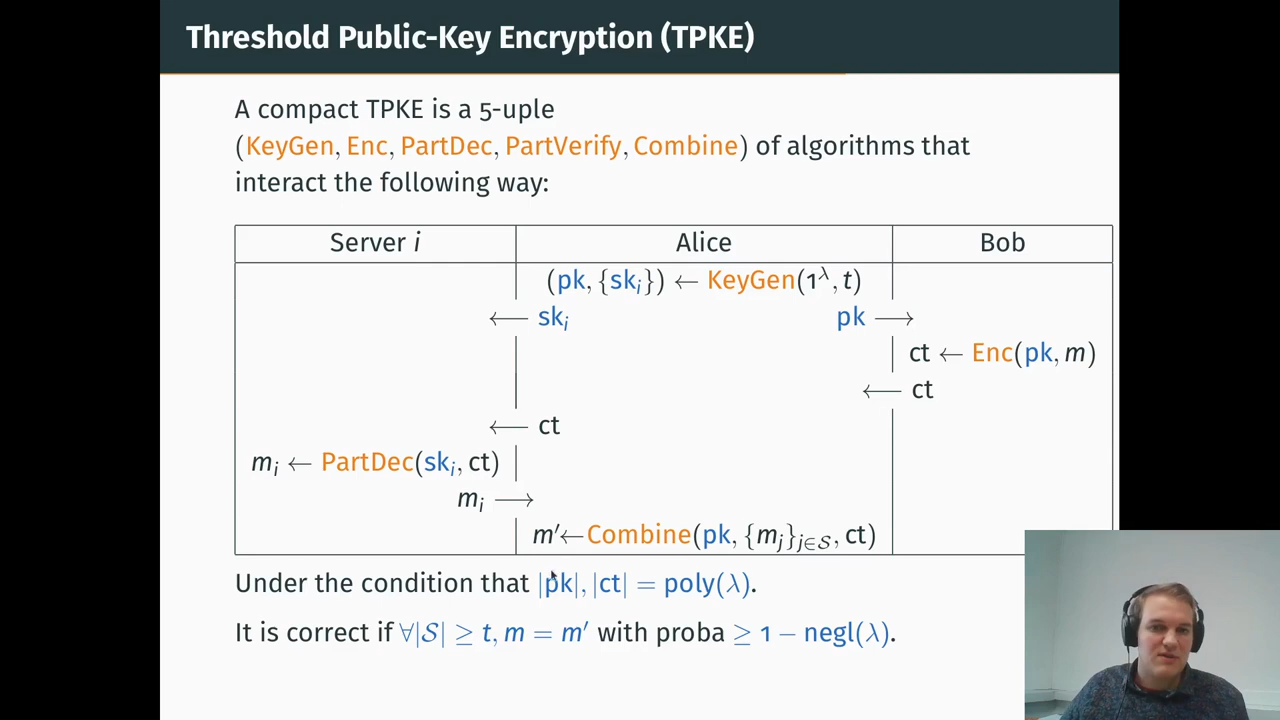 Threshold Public-Key Encryption (TPKE)
A compact TPKE is a 5-uple
(KeyGen, Enc, PartDec, PartVerify, Combine) of algorithms that
interact the following way:
Server i Alice Bob
(pk, {skᵢ}) ← KeyGen(1^λ, t)
← skᵢ pk →
ct ← Enc(pk, m)
← ct
← ct
mᵢ ← PartDec(skᵢ, ct)
mᵢ →
m′←Combine(pk, {mⱼ}_{j∈𝒮}, ct)
Under the condition that |pk|, |ct| = poly(λ).
It is correct if ∀|𝒮| ≥ t, m = m′ with proba ≥ 1 − negl(λ).